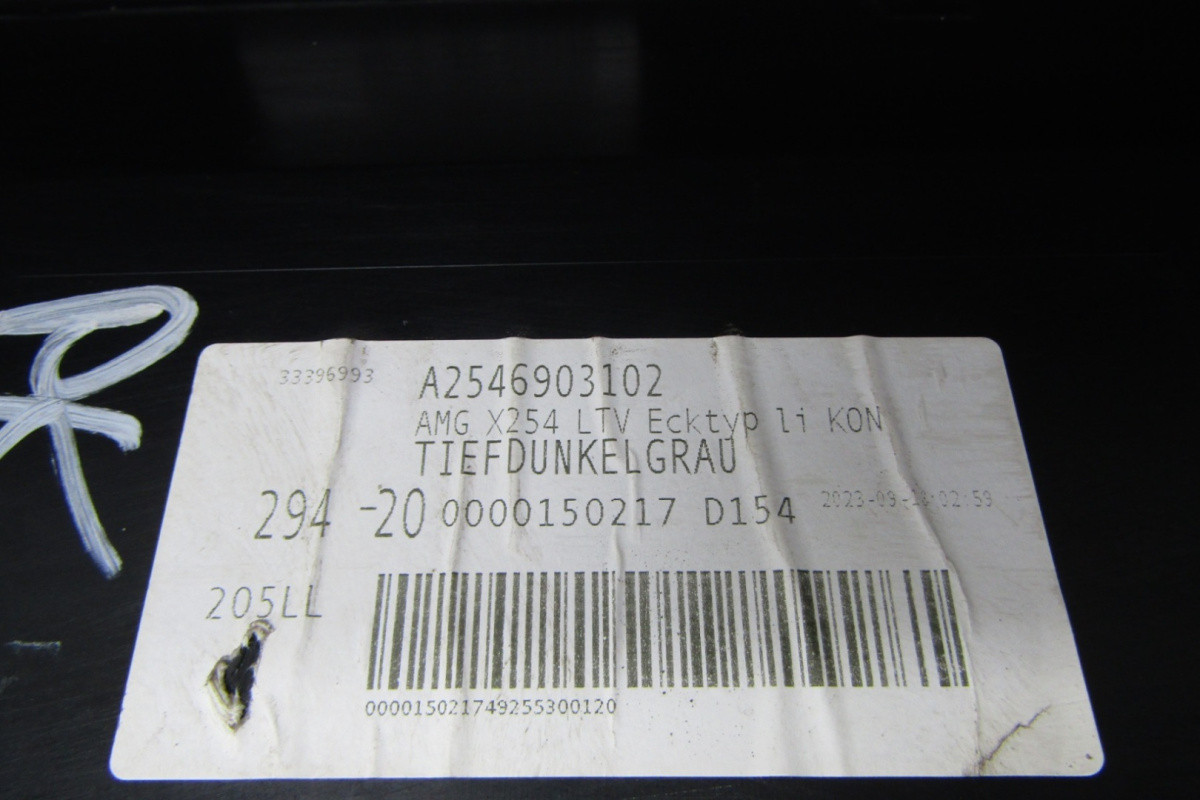 R
33396993
A2546903102
AMG X254 LTV Ecktyp li KON
TIEFDUNKELGRAU
294 -20 0000150217 D154
205LL
000015021749255300120